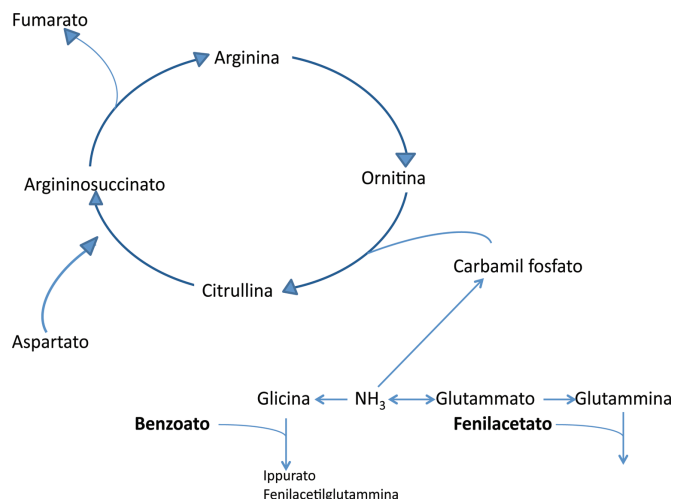 Fumarato
Arginina
Argininosuccinato
Ornitina
Carbamil fosfato
Citrullina
Aspartato
Glicina NH3 Glutammato Glutammina
Benzoato Fenilacetato
Ippurato
Fenilacetilglutammina